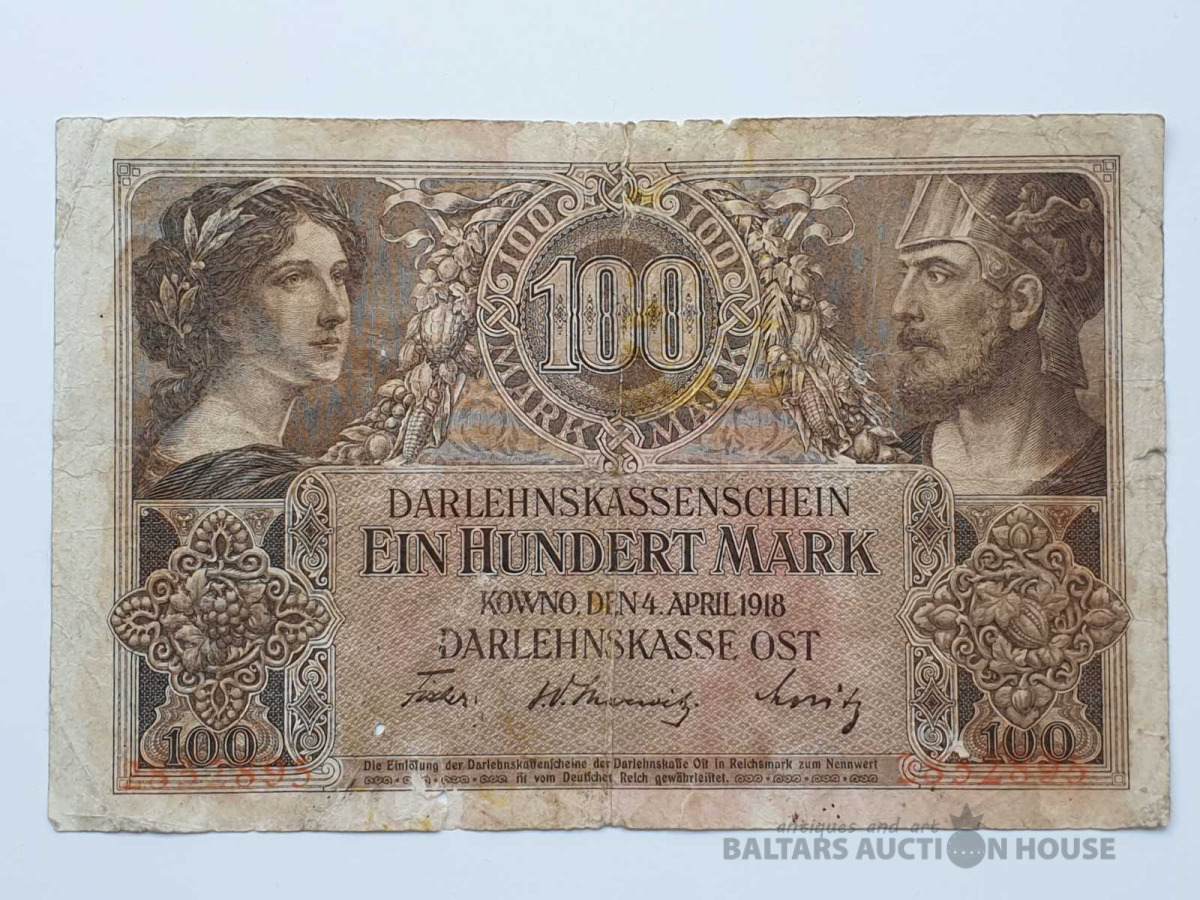 100 100
100
MARK MARK
DARLEHNSKASSENSCHEIN
EIN HUNDERT MARK
KOWNO, DEN 4. APRIL 1918
DARLEHNSKASSE OST
100 100
Die Einlösung der Darlehnskassenscheine der Darlehnskasse Ost in Reichsmark zum Nennwert
ist vom Deutschen Reich gewährleistet.
antiques and art
BALTARS AUCTION HOUSE